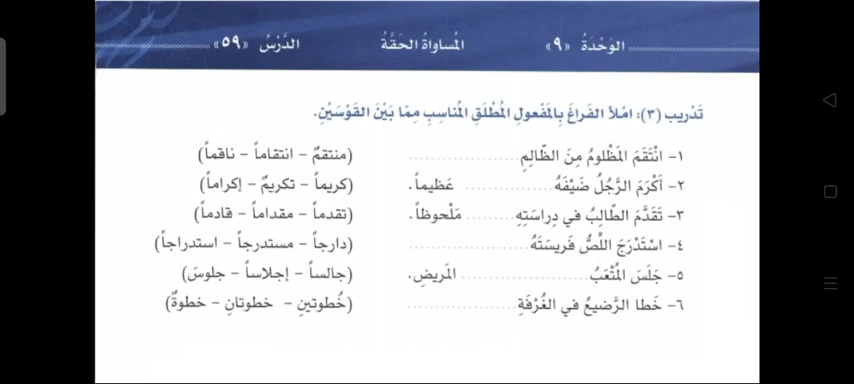 الوَحْدَةُ «٩» المُساواةُ الحَقَّةُ الدَّرْسُ «٥٩»
تَدْريب (٣): امْلأ الفَراغَ بِالمَفْعولِ المُطْلَقِ المُناسِبِ مِمّا بَيْنَ القَوْسَيْنِ.
١- انْتَقَمَ المَظْلومُ مِنَ الظّالِمِ .................. (منتقمٌ - انتقاماً - ناقماً)
٢- أَكْرَمَ الرَّجُلُ ضَيْفَهُ .................. عَظيماً. (كريماً - تكريمٌ - إكراماً)
٣- تَقَدَّمَ الطّالِبُ في دِراسَتِهِ .................. مَلْحوظاً. (تقدماً - مقداماً - قادماً)
٤- اسْتَدْرَجَ اللِّصُّ فَريسَتَهُ .................. (دارجاً - مستدرجاً - استدراجاً)
٥- جَلَسَ المُتْعَبُ .................. المَريضِ. (جالساً - إجلاساً - جلوسَ)
٦- خَطا الرَّضيعُ في الغُرْفَةِ .................. (خُطوتينِ - خطوتانِ - خطوةٌ)